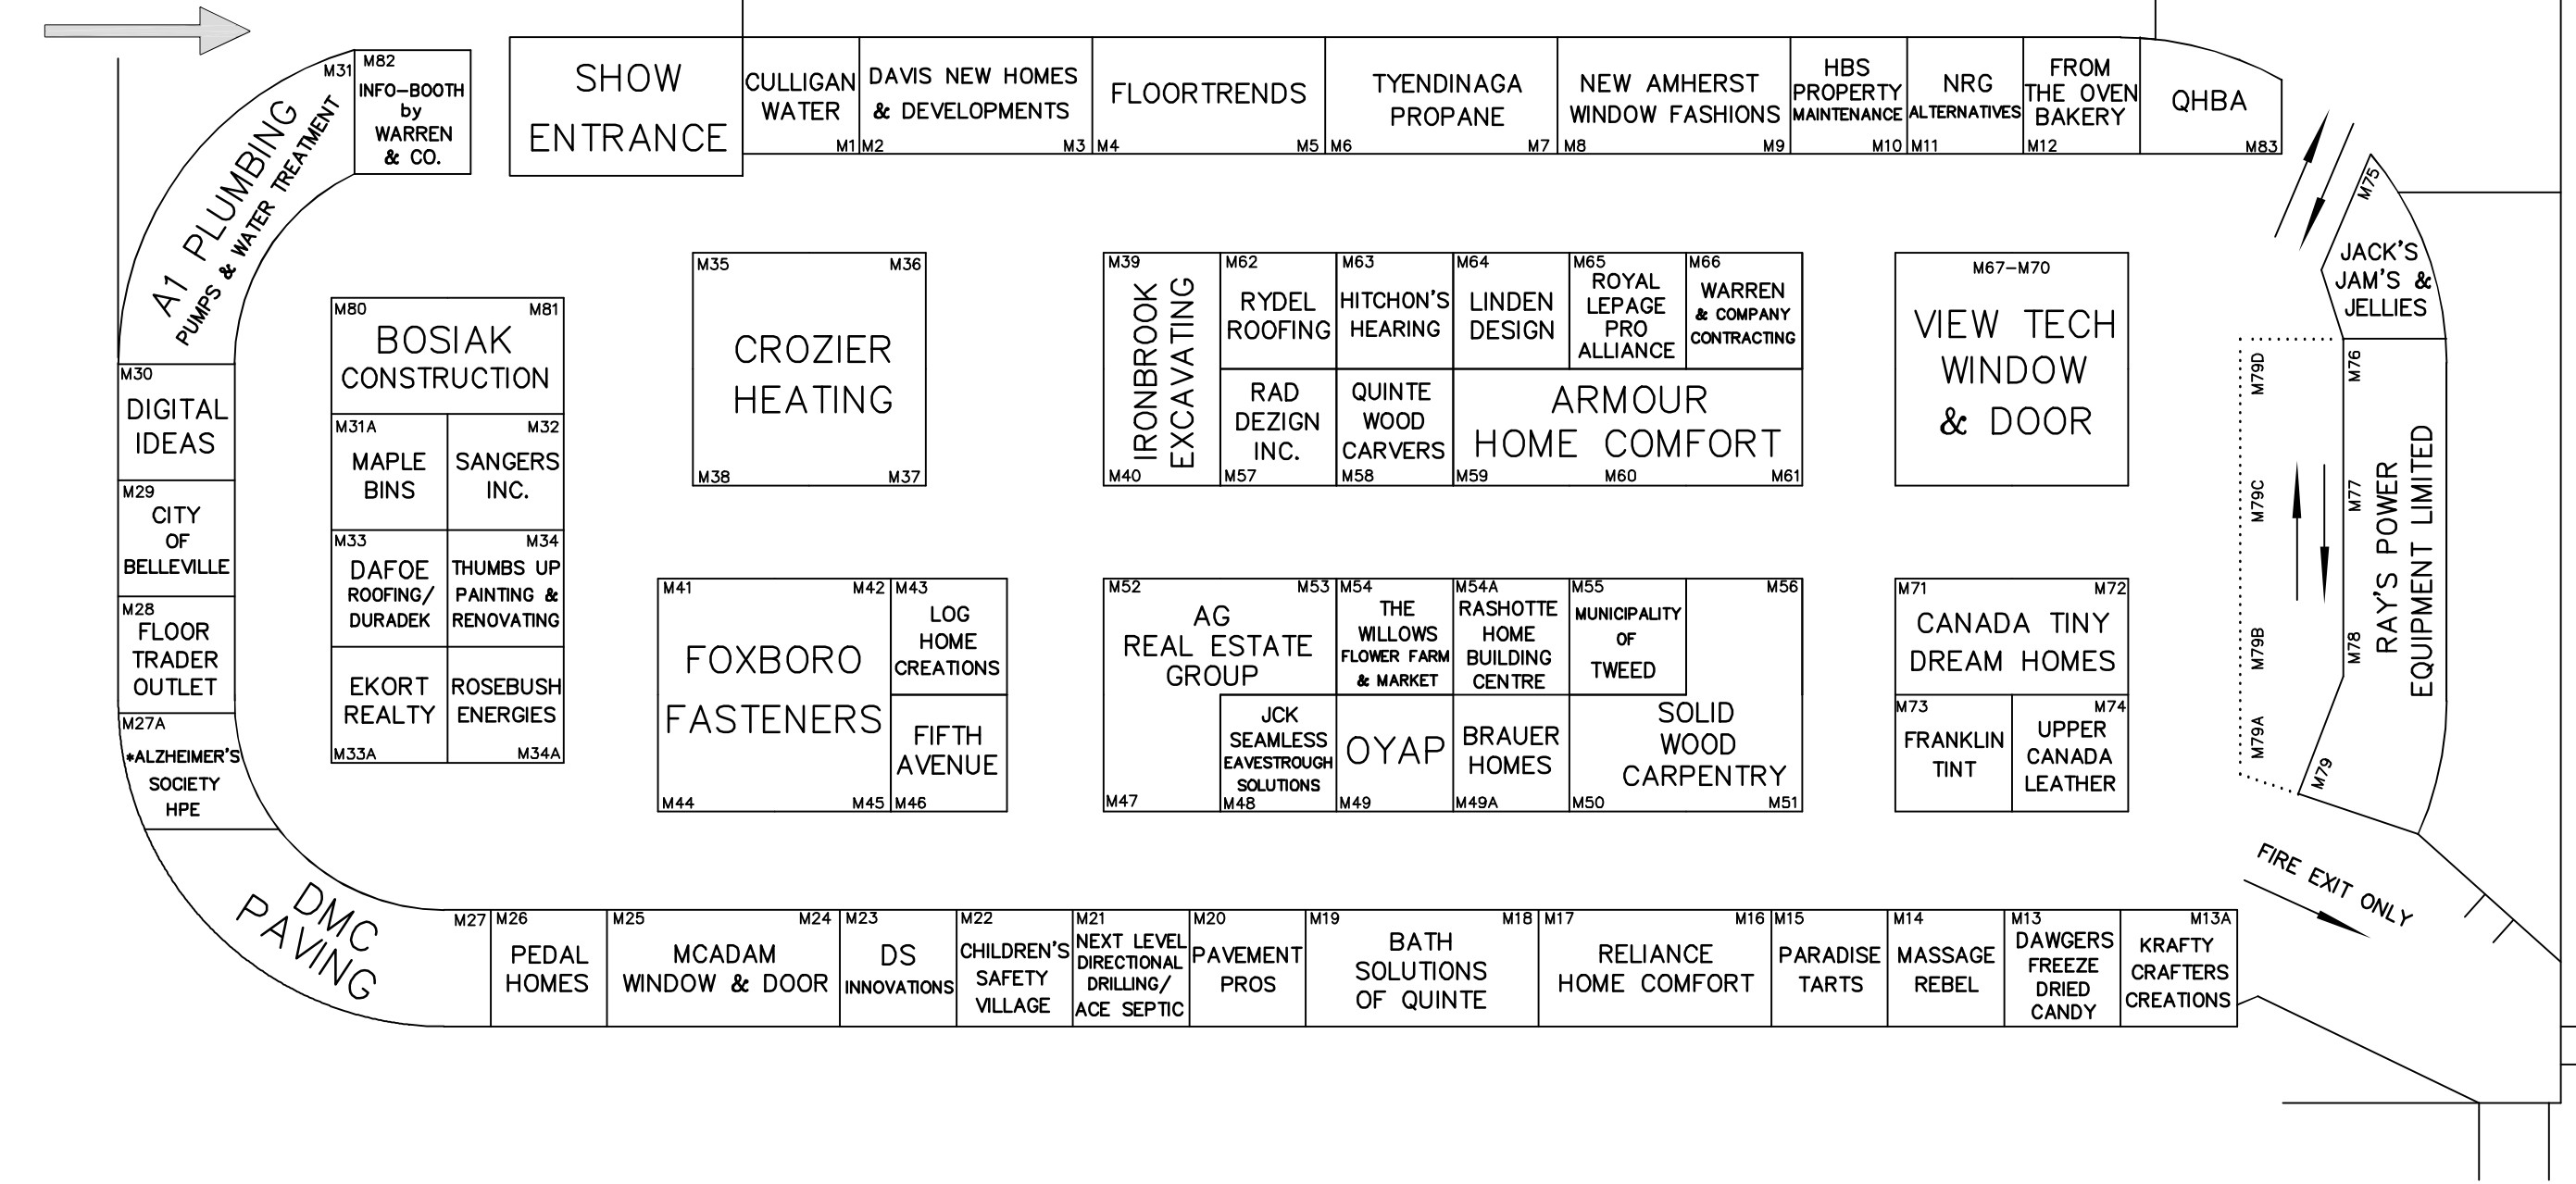 M31
A1 PLUMBING
PUMPS & WATER TREATMENT
M82
INFO-BOOTH
by
WARREN
& CO.
SHOW
ENTRANCE
CULLIGAN
WATER
M1
DAVIS NEW HOMES
& DEVELOPMENTS
M2 M3
FLOORTRENDS
M4 M5
TYENDINAGA
PROPANE
M6 M7
NEW AMHERST
WINDOW FASHIONS
M8 M9
HBS
PROPERTY
MAINTENANCE
M10
NRG
ALTERNATIVES
M11
FROM
THE OVEN
BAKERY
M12
QHBA
M83
M75
JACK'S
JAM'S &
JELLIES
M30
DIGITAL
IDEAS
M29
CITY
OF
BELLEVILLE
M28
FLOOR
TRADER
OUTLET
M27A
*ALZHEIMER'S
SOCIETY
HPE
DMC
PAVING
M27
M80 M81
BOSIAK
CONSTRUCTION
M31A
MAPLE
BINS
M32
SANGERS
INC.
M33
DAFOE
ROOFING/
DURADEK
M34
THUMBS UP
PAINTING &
RENOVATING
EKORT
REALTY
M33A
ROSEBUSH
ENERGIES
M34A
M35 M36
CROZIER
HEATING
M38 M37
M39
IRONBROOK
EXCAVATING
M40
M62
RYDEL
ROOFING
M63
HITCHON'S
HEARING
M64
LINDEN
DESIGN
M65
ROYAL
LEPAGE
PRO
ALLIANCE
M66
WARREN
& COMPANY
CONTRACTING
RAD
DEZIGN
INC.
M57
QUINTE
WOOD
CARVERS
M58
ARMOUR
HOME COMFORT
M59 M60 M61
M67-M70
VIEW TECH
WINDOW
& DOOR
M41 M42
FOXBORO
FASTENERS
M44 M45
M43
LOG
HOME
CREATIONS
FIFTH
AVENUE
M46
M52 M53
AG
REAL ESTATE
GROUP
M47
M54
THE
WILLOWS
FLOWER FARM
& MARKET
M54A
RASHOTTE
HOME
BUILDING
CENTRE
M55
MUNICIPALITY
OF
TWEED
M56
JCK
SEAMLESS
EAVESTROUGH
SOLUTIONS
M48
OYAP
M49
BRAUER
HOMES
M49A
SOLID
WOOD
CARPENTRY
M50 M51
M71 M72
CANADA TINY
DREAM HOMES
M73
FRANKLIN
TINT
M74
UPPER
CANADA
LEATHER
M79D
M79C
M79B
M79A
M76
M77
M78
M79
RAY'S POWER
EQUIPMENT LIMITED
FIRE EXIT ONLY
M26
PEDAL
HOMES
M25 M24
MCADAM
WINDOW & DOOR
M23
DS
INNOVATIONS
M22
CHILDREN'S
SAFETY
VILLAGE
M21
NEXT LEVEL
DIRECTIONAL
DRILLING/
ACE SEPTIC
M20
PAVEMENT
PROS
M19 M18
BATH
SOLUTIONS
OF QUINTE
M17 M16
RELIANCE
HOME COMFORT
M15
PARADISE
TARTS
M14
MASSAGE
REBEL
M13
DAWGERS
FREEZE
DRIED
CANDY
M13A
KRAFTY
CRAFTERS
CREATIONS